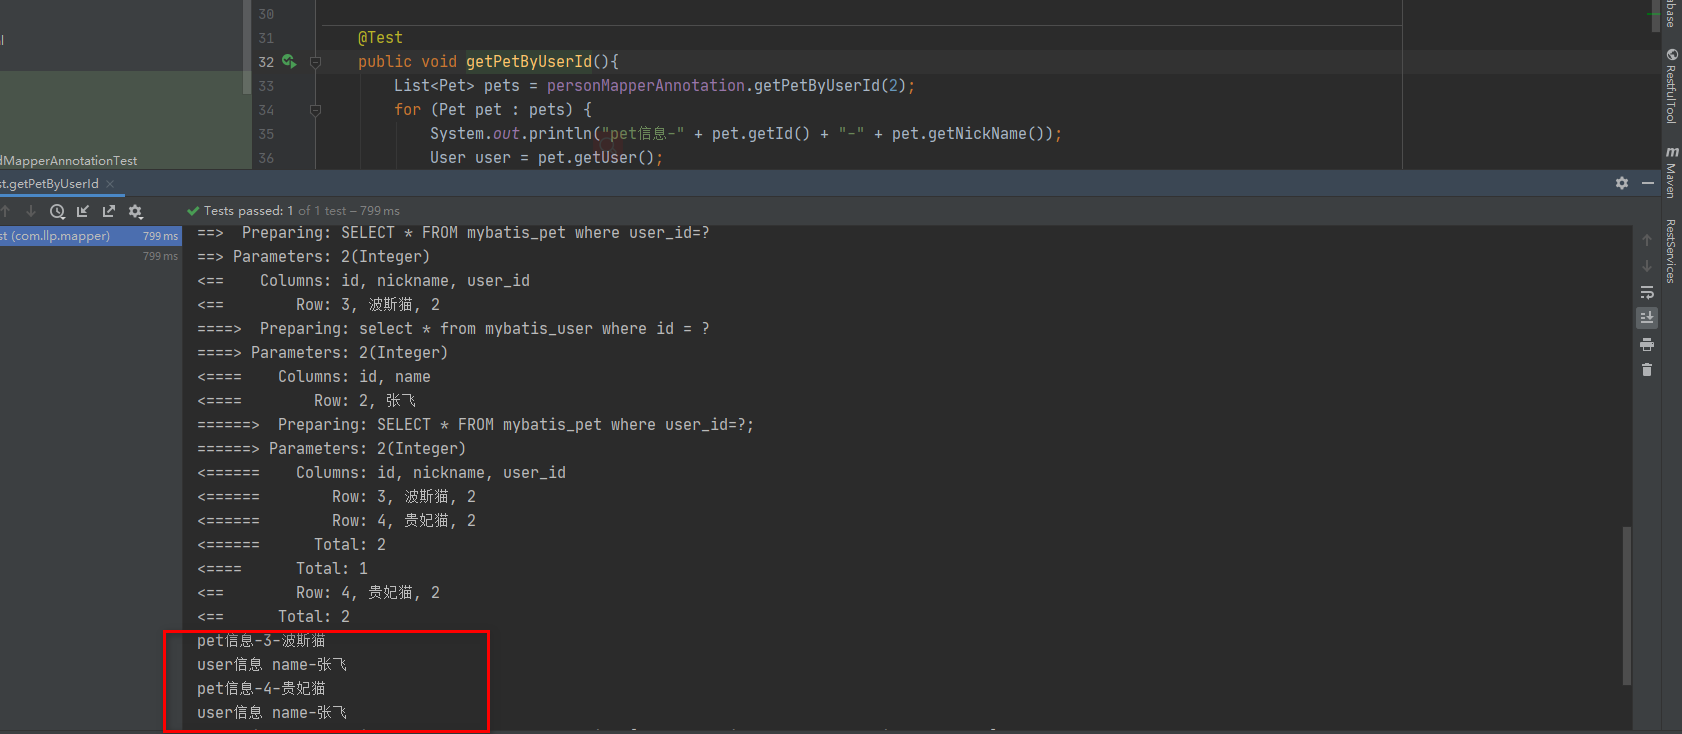 30
31 @Test
32 public void getPetByUserId(){
33 List<Pet> pets = personMapperAnnotation.getPetByUserId(2);
34 for (Pet pet : pets) {
35 System.out.println("pet信息-" + pet.getId() + "-" + pet.getNickName());
36 User user = pet.getUser();
dMapperAnnotationTest
st.getPetByUserId ×
Tests passed: 1 of 1 test – 799 ms
st (com.llp.mapper) 799 ms
799 ms
==>  Preparing: SELECT * FROM mybatis_pet where user_id=?
==> Parameters: 2(Integer)
<==    Columns: id, nickname, user_id
<==        Row: 3, 波斯猫, 2
====>  Preparing: select * from mybatis_user where id = ?
====> Parameters: 2(Integer)
<====    Columns: id, name
<====        Row: 2, 张飞
======>  Preparing: SELECT * FROM mybatis_pet where user_id=?;
======> Parameters: 2(Integer)
<======    Columns: id, nickname, user_id
<======        Row: 3, 波斯猫, 2
<======        Row: 4, 贵妃猫, 2
<======      Total: 2
<====      Total: 1
<==        Row: 4, 贵妃猫, 2
<==      Total: 2
pet信息-3-波斯猫
user信息 name-张飞
pet信息-4-贵妃猫
user信息 name-张飞
abase
RestfulTool
m Maven
RestServices